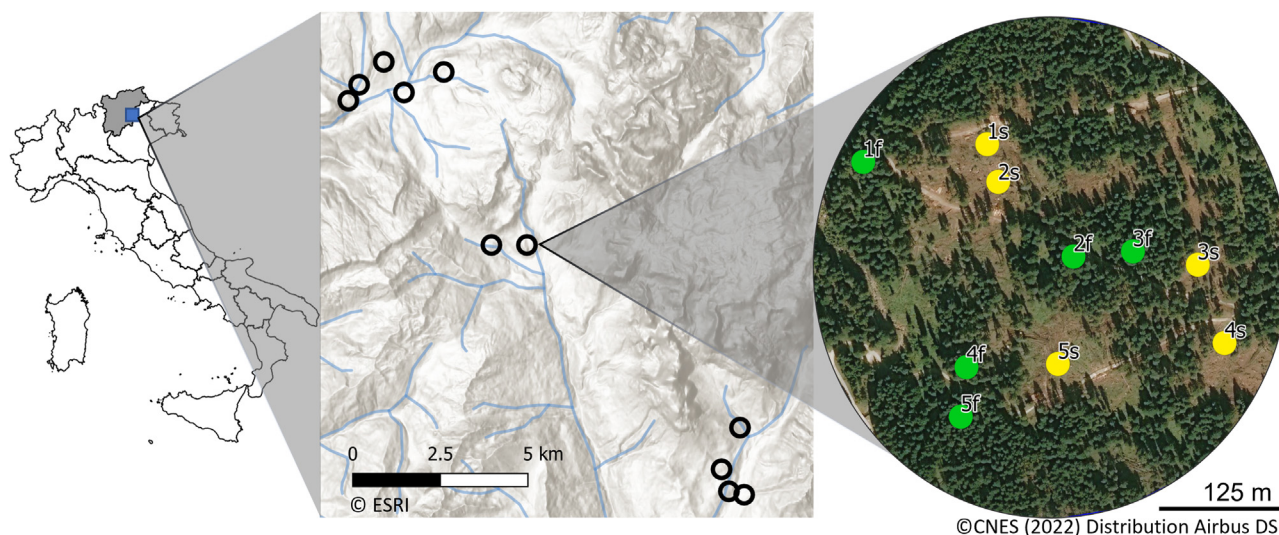 1s
1f
2s
2f
3f
3s
4s
4f
5s
5f
0
2.5
5 km
© ESRI
125 m
©CNES (2022) Distribution Airbus DS